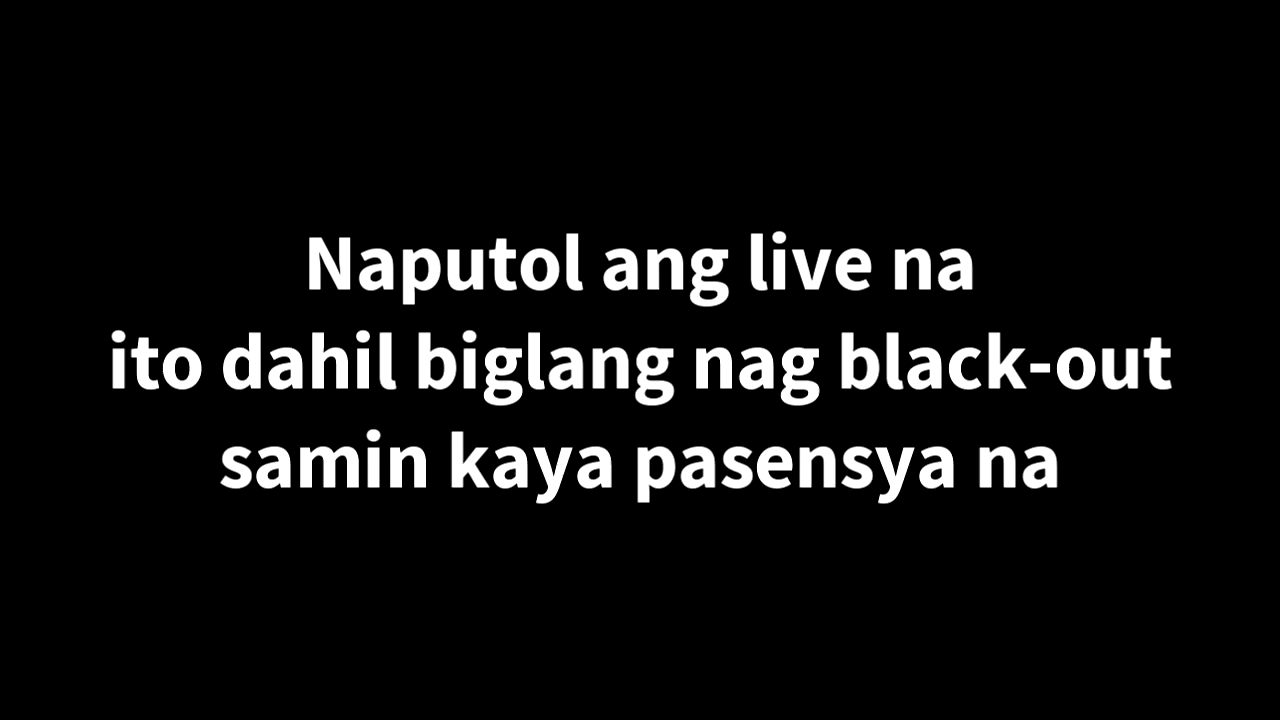 Naputol ang live na
ito dahil biglang nag black-out
samin kaya pasensya na